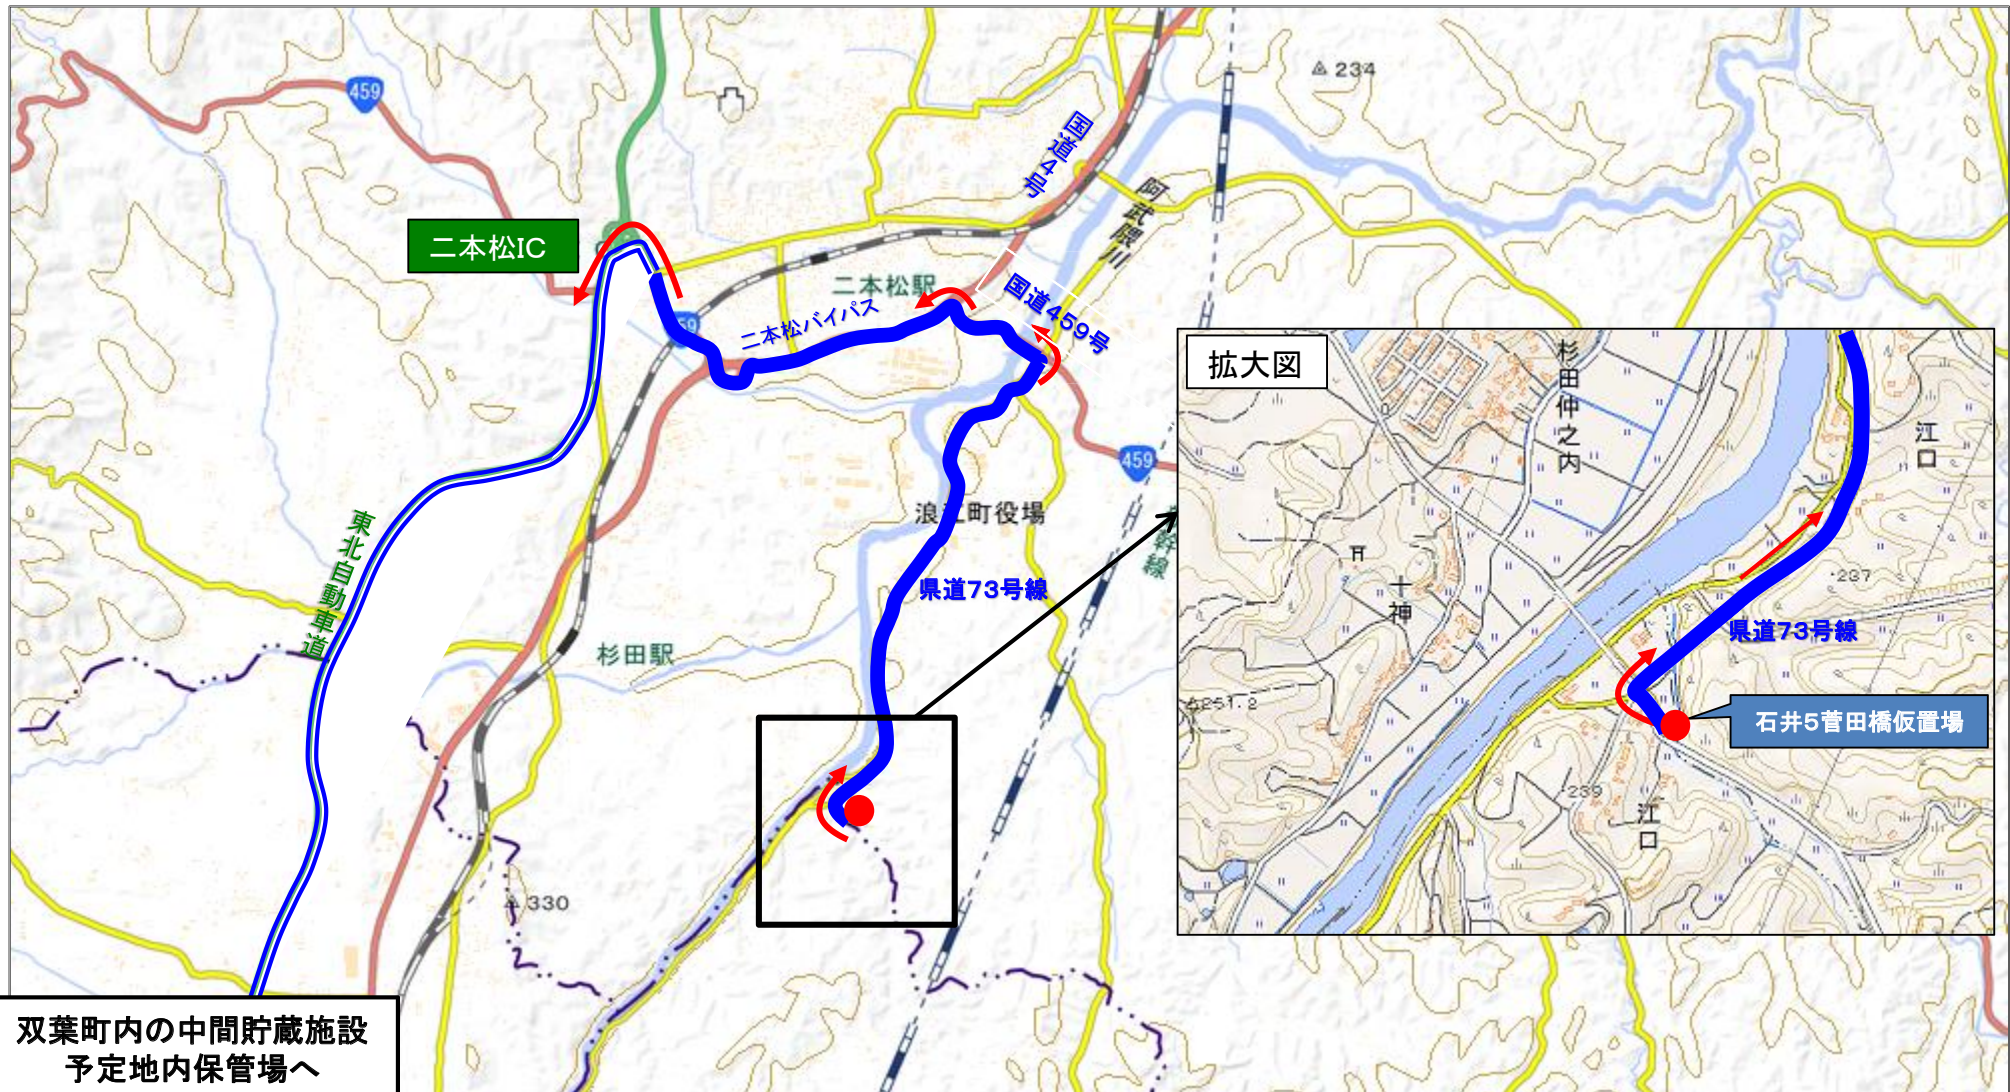 459
234
国道4号
阿武隈川
二本松IC
二本松駅
国道459号
二本松バイパス
拡大図
杉田仲之内
江口
459
浪江町役場
東北自動車道
幹線
237
県道73号線
十神
県道73号線
杉田駅
251.2
石井5菅田橋仮置場
239
江口
330
双葉町内の中間貯蔵施設
予定地内保管場へ